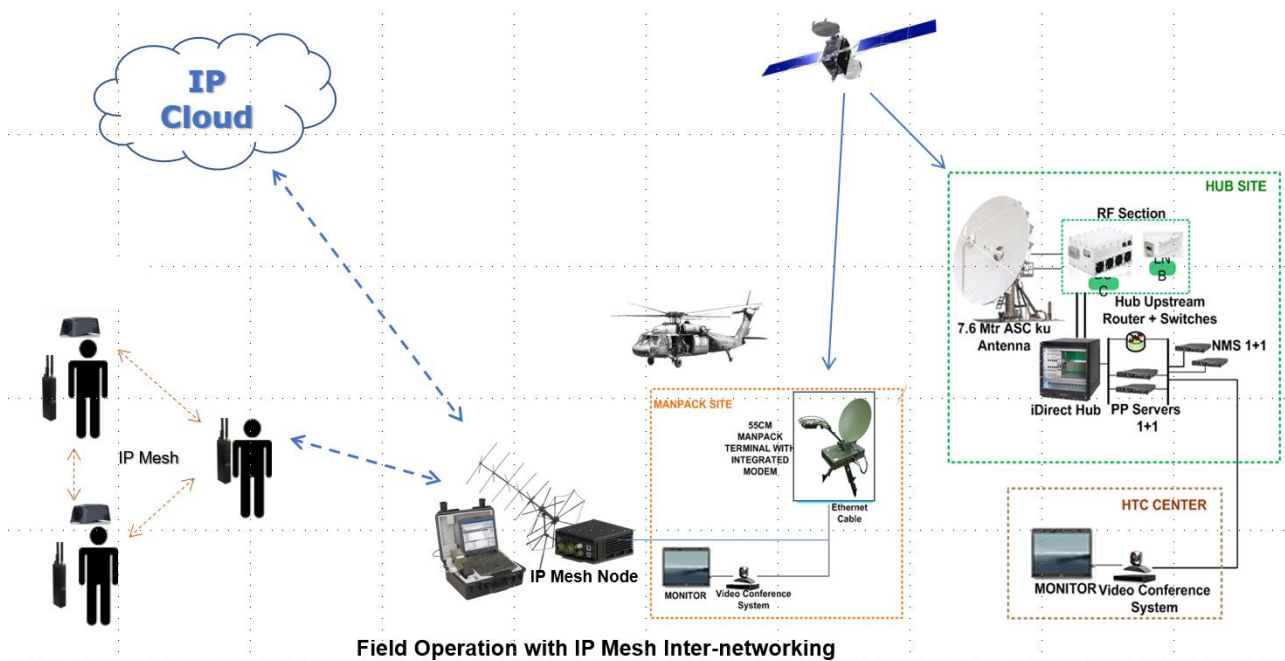 IP
Cloud
HUB SITE
RF Section
LN
B
C
Hub Upstream
Router + Switches
7.6 Mtr ASC ku
Antenna
NMS 1+1
iDirect Hub
PP Servers
1+1
MANPACK SITE
55CM
MANPACK
TERMINAL WITH
INTEGRATED
MODEM
Ethernet
Cable
IP Mesh
IP Mesh Node
MONITOR
Video Conference
System
HTC CENTER
MONITOR
Video Conference
System
Field Operation with IP Mesh Inter-networking